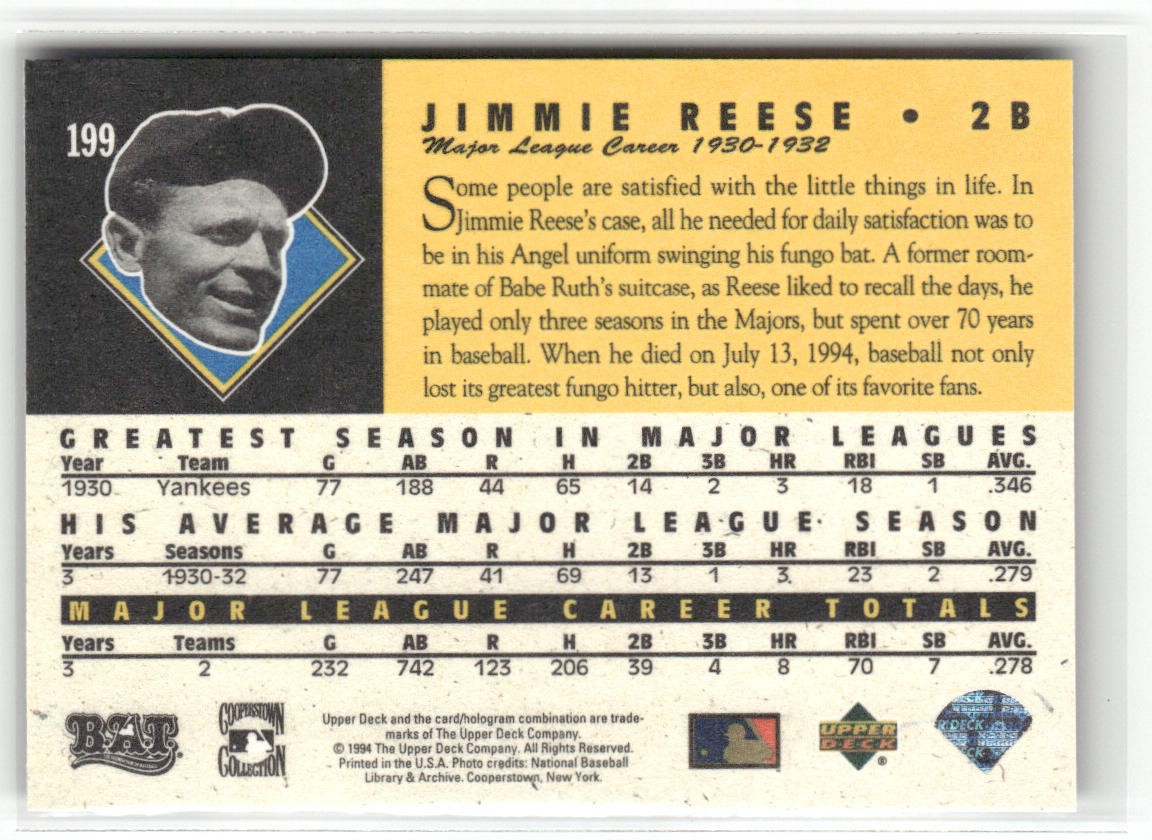 199
JIMMIE REESE • 2B
Major League Career 1930-1932
Some people are satisfied with the little things in life. In
Jimmie Reese's case, all he needed for daily satisfaction was to
be in his Angel uniform swinging his fungo bat. A former room-
mate of Babe Ruth's suitcase, as Reese liked to recall the days, he
played only three seasons in the Majors, but spent over 70 years
in baseball. When he died on July 13, 1994, baseball not only
lost its greatest fungo hitter, but also, one of its favorite fans.
GREATEST SEASON IN MAJOR LEAGUES
Year Team G AB R H 2B 3B HR RBI SB AVG.
1930 Yankees 77 188 44 65 14 2 3 18 1 .346
HIS AVERAGE MAJOR LEAGUE SEASON
Years Seasons G AB R H 2B 3B HR RBI SB AVG.
3 1930-32 77 247 41 69 13 1 3 23 2 .279
MAJOR LEAGUE CAREER TOTALS
Years Teams G AB R H 2B 3B HR RBI SB AVG.
3 2 232 742 123 206 39 4 8 70 7 .278
B.A.T.
COOPERSTOWN
COLLECTION
Upper Deck and the card/hologram combination are trade-
marks of The Upper Deck Company.
© 1994 The Upper Deck Company. All Rights Reserved.
Printed in the U.S.A. Photo credits: National Baseball
Library & Archive. Cooperstown, New York.
UPPER
DECK
®
R DECK